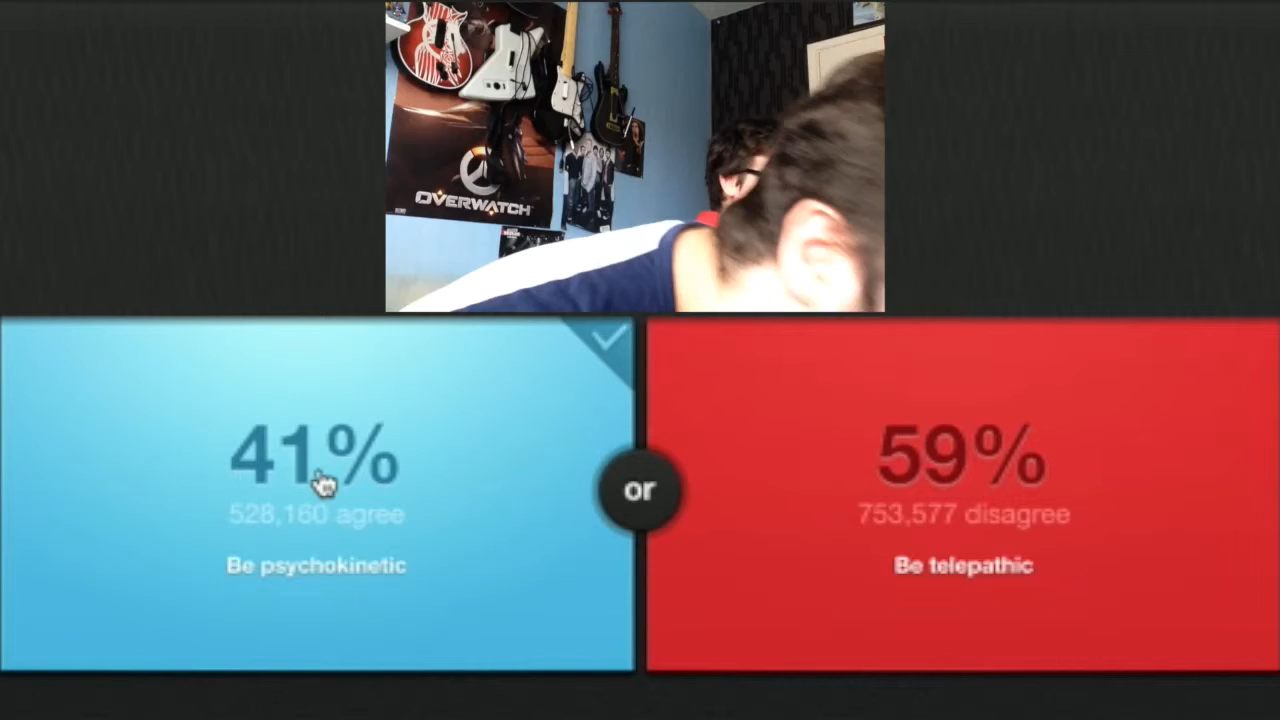 OVERWATCH
41%
528,160 agree
Be psychokinetic
or
59%
753,577 disagree
Be telepathic